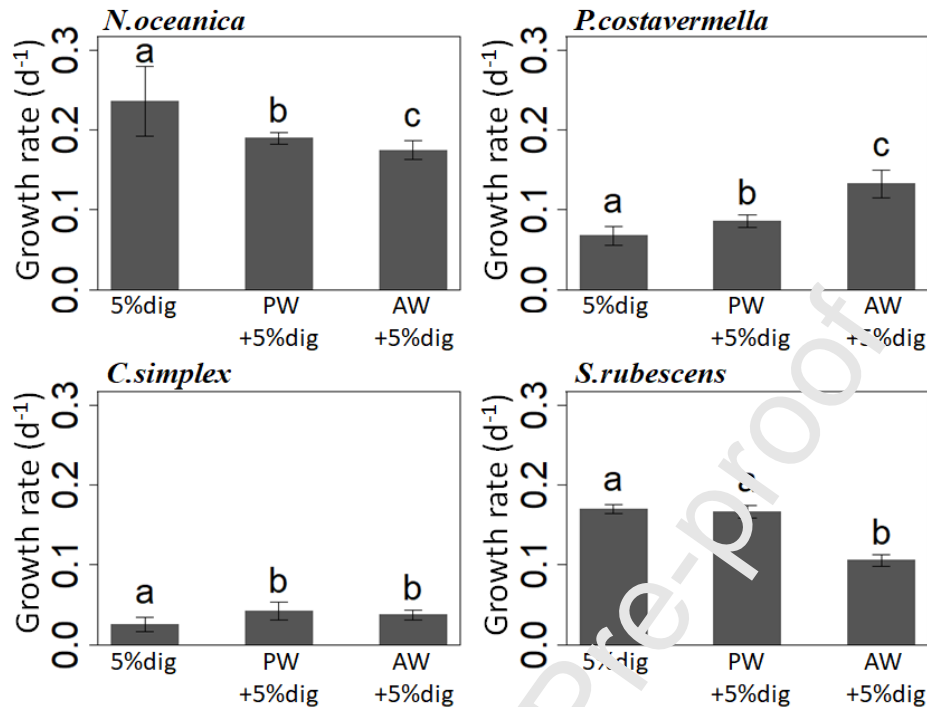 N.oceanica
Growth rate (d-1)
0.0 0.1 0.2 0.3
a b c
5%dig PW AW
+5%dig +5%dig
P.costavermella
Growth rate (d-1)
0.0 0.1 0.2 0.3
a b c
5%dig PW AW
+5%dig +5%dig
C.simplex
Growth rate (d-1)
0.0 0.1 0.2 0.3
a b b
5%dig PW AW
+5%dig +5%dig
S.rubescens
Growth rate (d-1)
0.0 0.1 0.2 0.3
a a b
5%dig PW AW
+5%dig +5%dig
Pre-proof